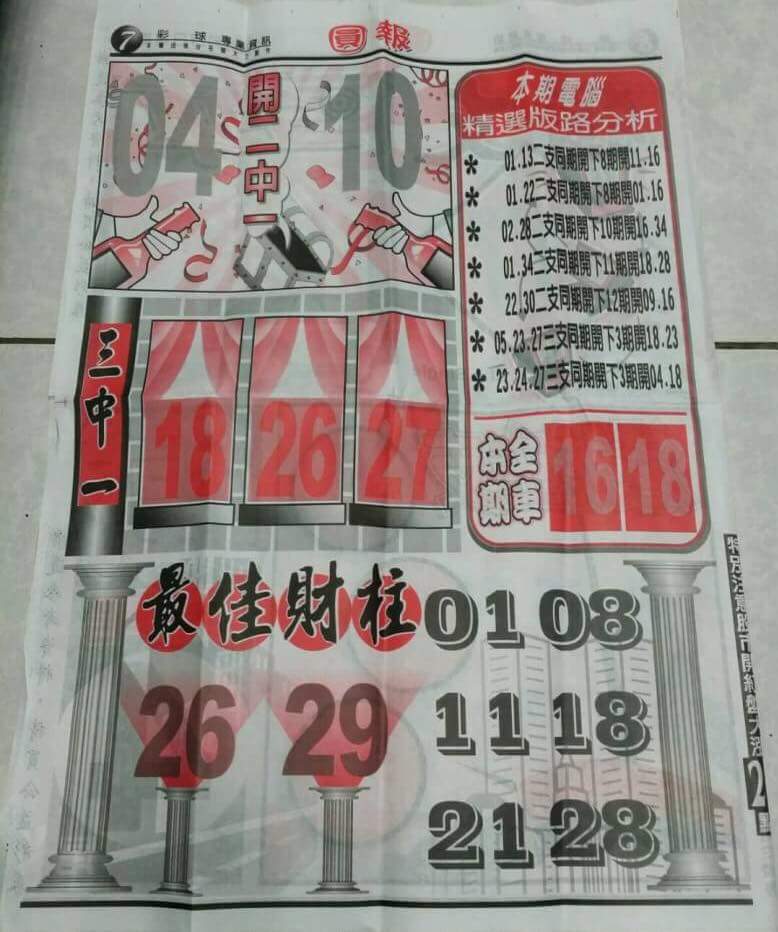 7 彩球專業資訊
員報
04 開二中一 10
本期電腦
精選版路分析
* 01.13二支同期開下8期開11.16
* 01.22二支同期開下8期開01.16
* 02.28二支同期開下10期開16.34
* 01.34二支同期開下11期開18.28
* 22.30二支同期開下12期開09.16
* 05.23.27三支同期開下3期開18.23
* 23.24.27三支同期開下3期開04.18
三中一
18 26 27
本期
全車
16 18
最佳財柱
26 29
01 08
11 18
21 28